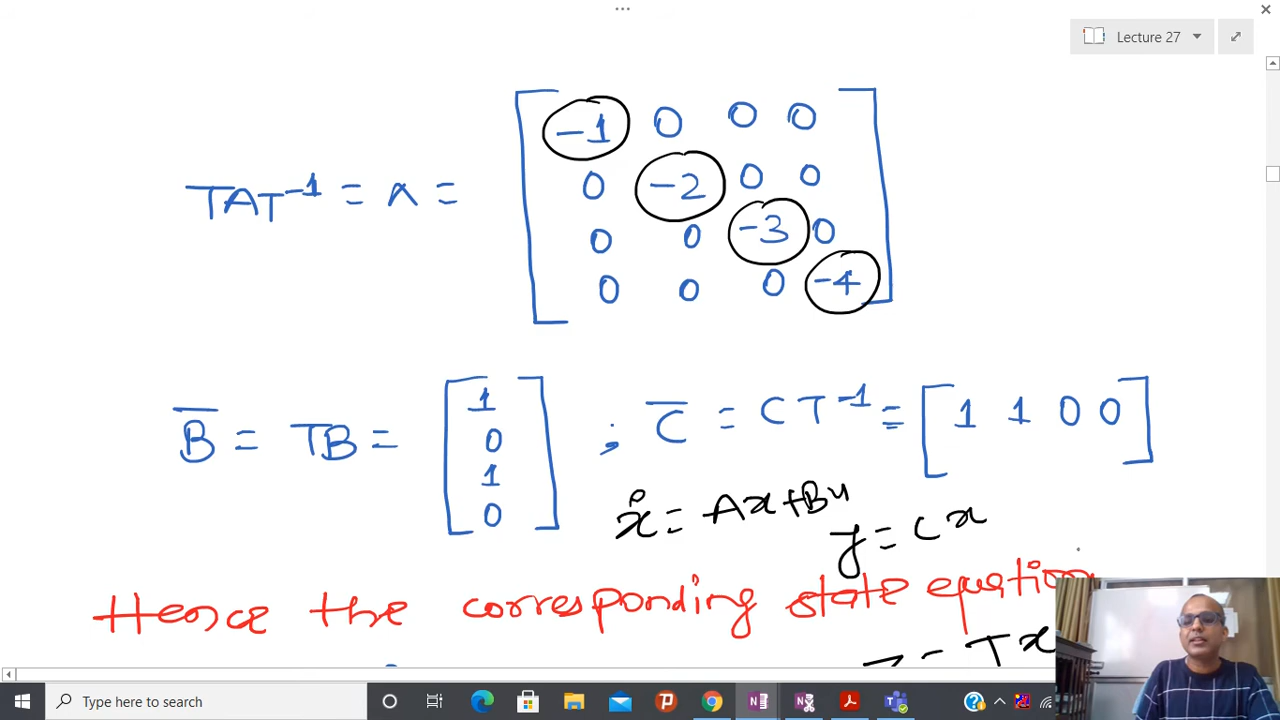 Lecture 27
TAT⁻¹ = Λ = [ -1 0 0 0
0 -2 0 0
0 0 -3 0
0 0 0 -4 ]
B̅ = TB = [ 1 0 1 0 ] ; C̅ = CT⁻¹ = [ 1 1 0 0 ]
ẋ = Ax+Bu
y = Cx
Hence the corresponding state equation
= Tx
Type here to search